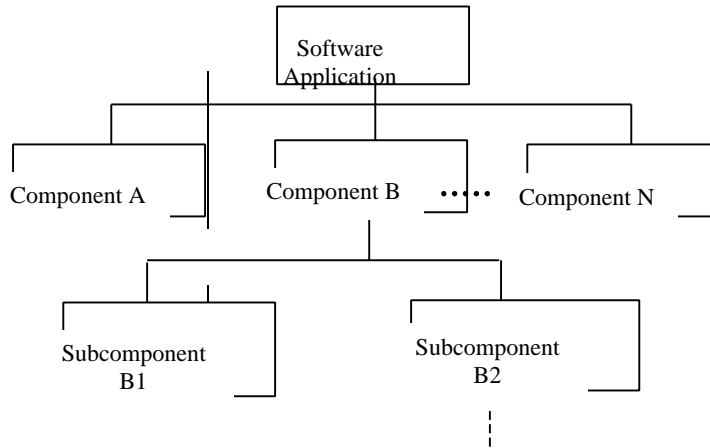 Software
Application
Component A
Component B
.....
Component N
Subcomponent
B1
Subcomponent
B2